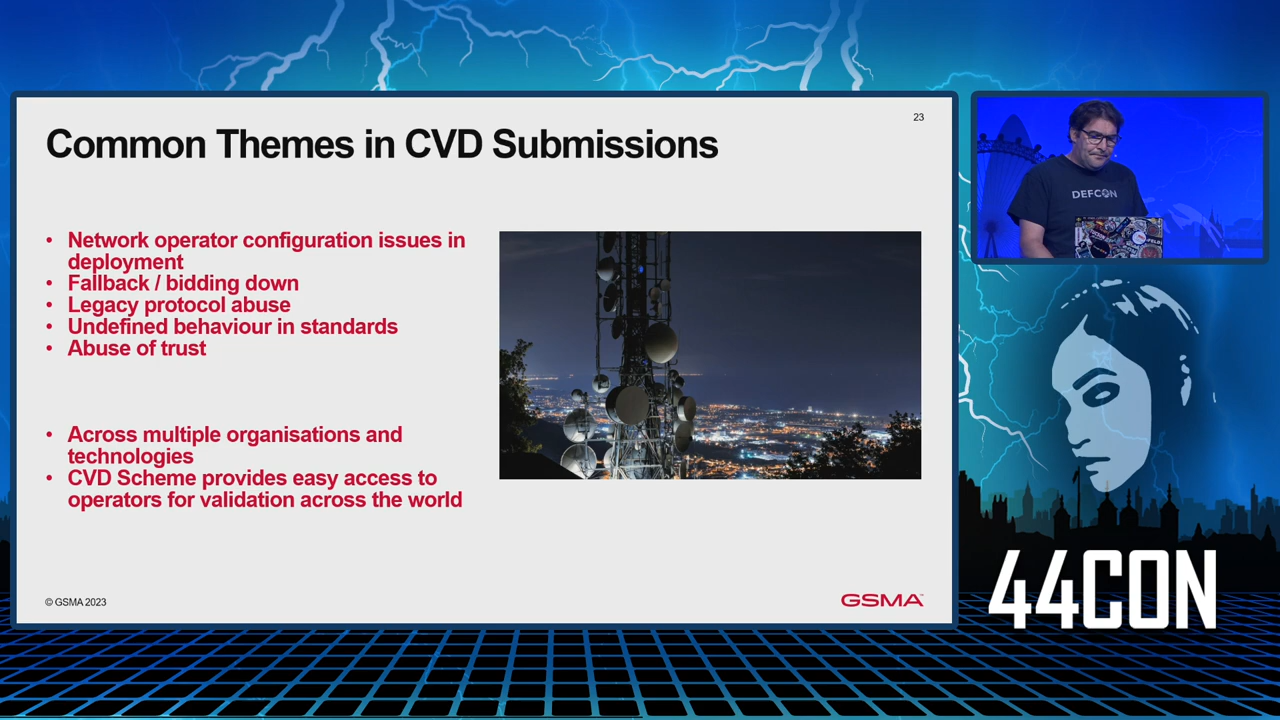 23
Common Themes in CVD Submissions
• Network operator configuration issues in
deployment
• Fallback / bidding down
• Legacy protocol abuse
• Undefined behaviour in standards
• Abuse of trust
• Across multiple organisations and
technologies
• CVD Scheme provides easy access to
operators for validation across the world
© GSMA 2023
GSMA™
DEFCON
44CON